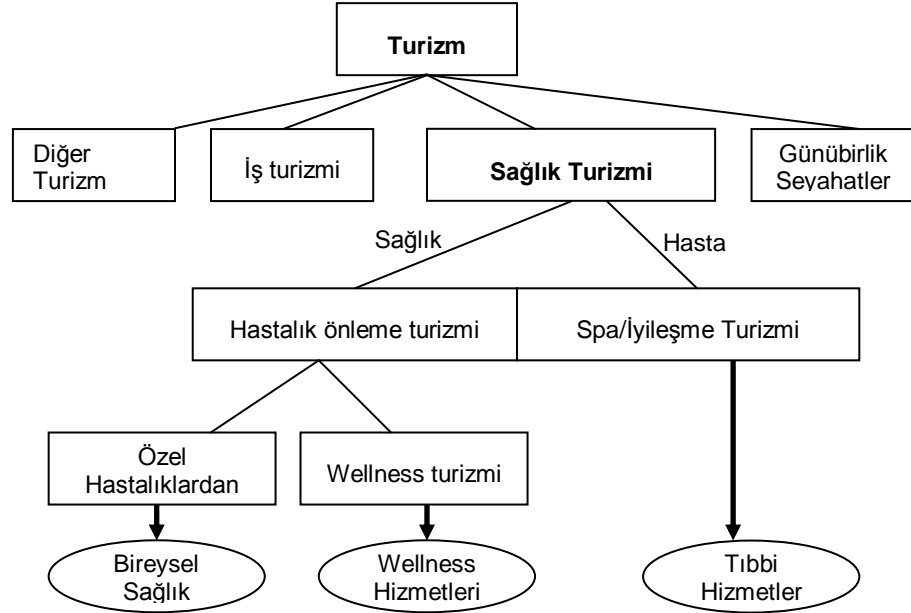 Turizm
Diğer
Turizm
İş turizmi
Sağlık Turizmi
Günübirlik
Seyahatler
Sağlık
Hasta
Hastalık önleme turizmi
Spa/İyileşme Turizmi
Özel
Hastalıklardan
Wellness turizmi
Bireysel
Sağlık
Wellness
Hizmetleri
Tıbbi
Hizmetler